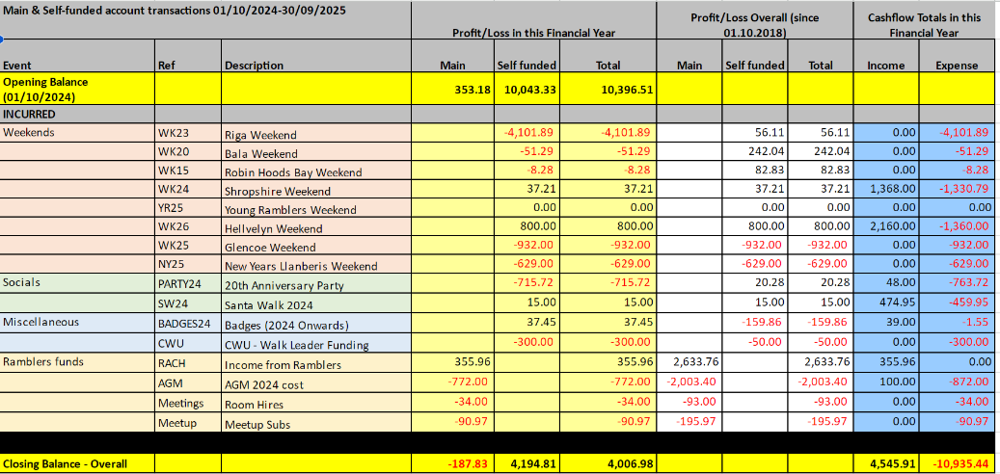 Main & Self-funded account transactions 01/10/2024-30/09/2025
Profit/Loss in this Financial Year
Profit/Loss Overall (since 01.10.2018)
Cashflow Totals in this Financial Year
Event Ref Description Main Self funded Total Main Self funded Total Income Expense
Opening Balance (01/10/2024) 353.18 10,043.33 10,396.51
INCURRED
Weekends WK23 Riga Weekend -4,101.89 -4,101.89 56.11 56.11 0.00 -4,101.89
WK20 Bala Weekend -51.29 -51.29 242.04 242.04 0.00 -51.29
WK15 Robin Hoods Bay Weekend -8.28 -8.28 82.83 82.83 0.00 -8.28
WK24 Shropshire Weekend 37.21 37.21 37.21 37.21 1,368.00 -1,330.79
YR25 Young Ramblers Weekend 0.00 0.00 0.00 0.00 0.00 0.00
WK26 Hellvelyn Weekend 800.00 800.00 800.00 800.00 2,160.00 -1,360.00
WK25 Glencoe Weekend -932.00 -932.00 -932.00 -932.00 0.00 -932.00
NY25 New Years Llanberis Weekend -629.00 -629.00 -629.00 -629.00 0.00 -629.00
Socials PARTY24 20th Anniversary Party -715.72 -715.72 20.28 20.28 48.00 -763.72
SW24 Santa Walk 2024 15.00 15.00 15.00 15.00 474.95 -459.95
Miscellaneous BADGES24 Badges (2024 Onwards) 37.45 37.45 -159.86 -159.86 39.00 -1.55
CWU CWU - Walk Leader Funding -300.00 -300.00 -50.00 -50.00 0.00 -300.00
Ramblers funds RACH Income from Ramblers 355.96 355.96 2,633.76 2,633.76 355.96 0.00
AGM AGM 2024 cost -772.00 -772.00 -2,003.40 -2,003.40 100.00 -872.00
Meetings Room Hires -34.00 -34.00 -93.00 -93.00 0.00 -34.00
Meetup Meetup Subs -90.97 -90.97 -195.97 -195.97 0.00 -90.97
Closing Balance - Overall -187.83 4,194.81 4,006.98 4,545.91 -10,935.44